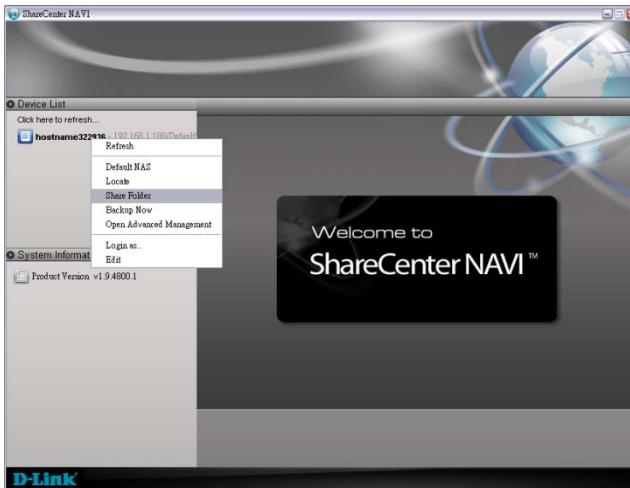 ShareCenter NAVI
Device List
Click here to refresh...
hostname322936 - 192.168.1.188(Default
Refresh
Default NAS
Locate
Share Folder
Backup Now
Open Advanced Management
Login as..
Edit
System Informat
Product Version v1.9.4800.1
Welcome to
ShareCenter NAVI™
D-Link